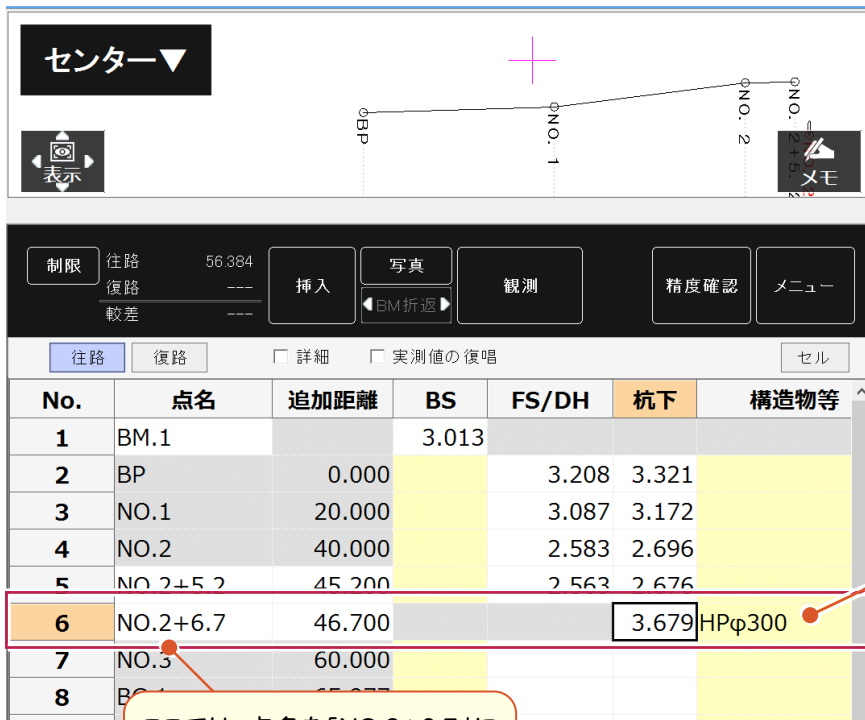 センター▼
BP
NO. 1
NO. 2
表示
メモ
制限
往路 56.384
復路 ---
較差 ---
挿入
写真
◀BM折返▶
観測
精度確認
メニュー
往路 復路 □ 詳細 □ 実測値の復唱 セル
No. 点名 追加距離 BS FS/DH 杭下 構造物等
1 BM.1 3.013
2 BP 0.000 3.208 3.321
3 NO.1 20.000 3.087 3.172
4 NO.2 40.000 2.583 2.696
5 NO.2+5.2 45.200 2.563 2.676
6 NO.2+6.7 46.700 3.679 HPφ300
7 NO.3 60.000
8